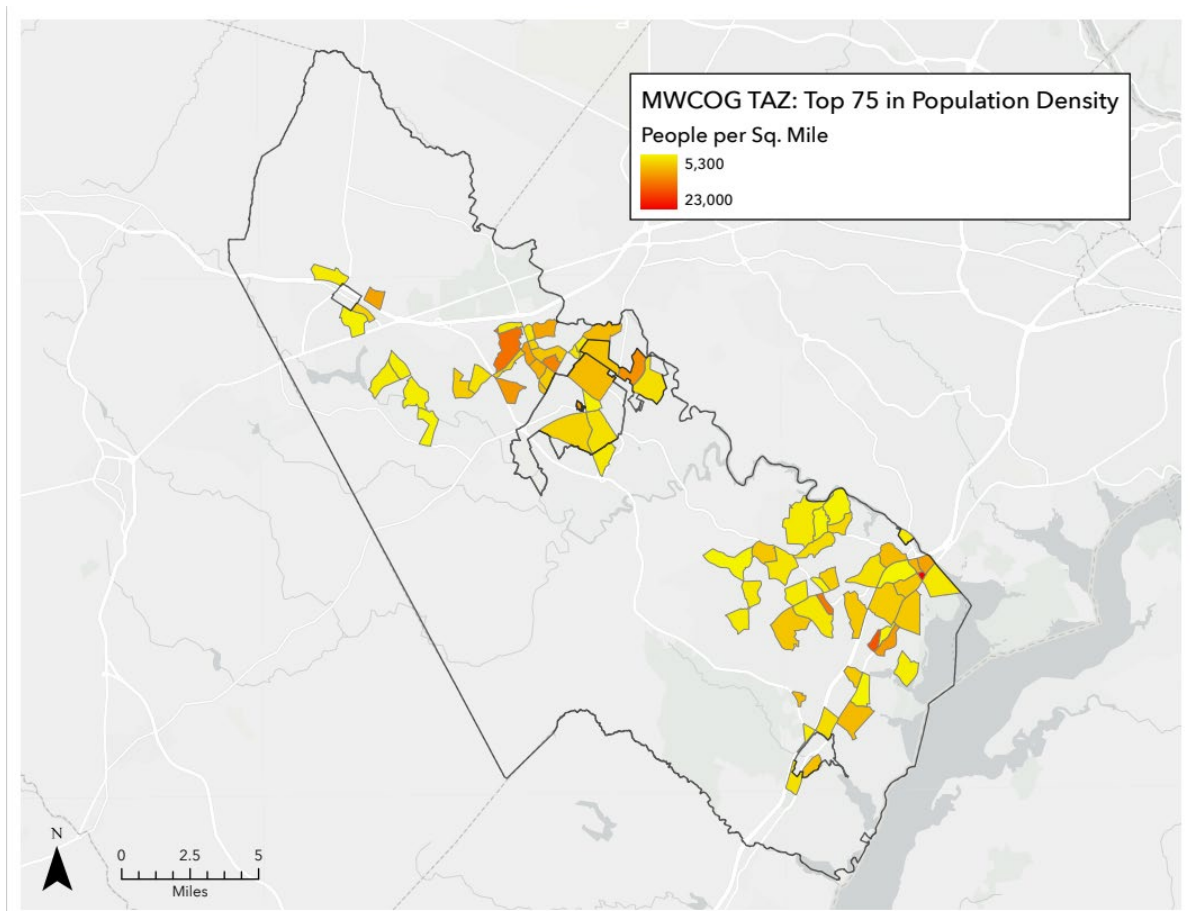 MWCOG TAZ: Top 75 in Population Density
People per Sq. Mile
5,300
23,000
N
0 2.5 5
Miles